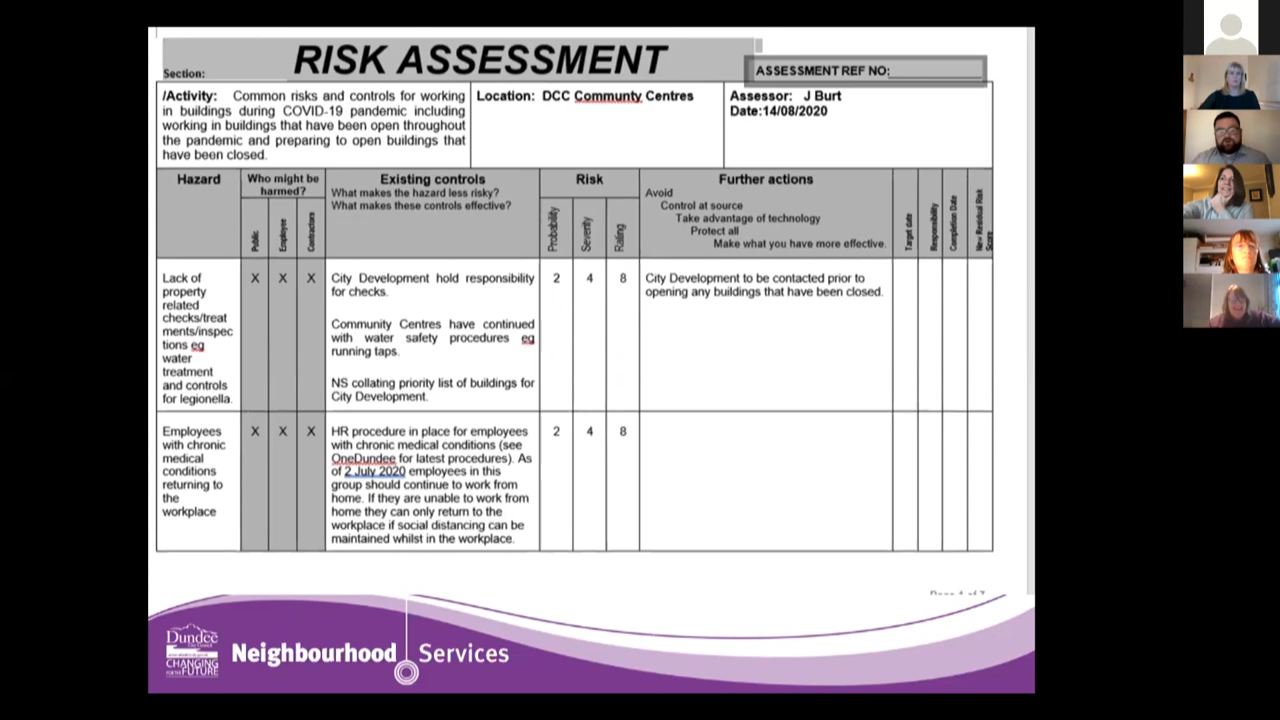 RISK ASSESSMENT
Section:
ASSESSMENT REF NO:
/Activity: Common risks and controls for working
in buildings during COVID-19 pandemic including
working in buildings that have been open throughout
the pandemic and preparing to open buildings that
have been closed.
Location: DCC Communty Centres
Assessor: J Burt
Date:14/08/2020
Hazard
Who might be
harmed?
Public
Employee
Contractors
Existing controls
What makes the hazard less risky?
What makes these controls effective?
Risk
Probability
Severity
Rating
Further actions
Avoid
Control at source
Take advantage of technology
Protect all
Make what you have more effective.
Target date
Responsibility
Completion Date
New Residual Risk
Score
Lack of
property
related
checks/treat
ments/inspec
tions eg
water
treatment
and controls
for legionella.
X X X
City Development hold responsibility
for checks.
Community Centres have continued
with water safety procedures eg
running taps.
NS collating priority list of buildings for
City Development.
2 4 8
City Development to be contacted prior to
opening any buildings that have been closed.
Employees
with chronic
medical
conditions
returning to
the
workplace
X X X
HR procedure in place for employees
with chronic medical conditions (see
OneDundee for latest procedures). As
of 2 July 2020 employees in this
group should continue to work from
home. If they are unable to work from
home they can only return to the
workplace if social distancing can be
maintained whilst in the workplace.
2 4 8
Dundee
CHANGING
FOR THE FUTURE
Neighbourhood Services